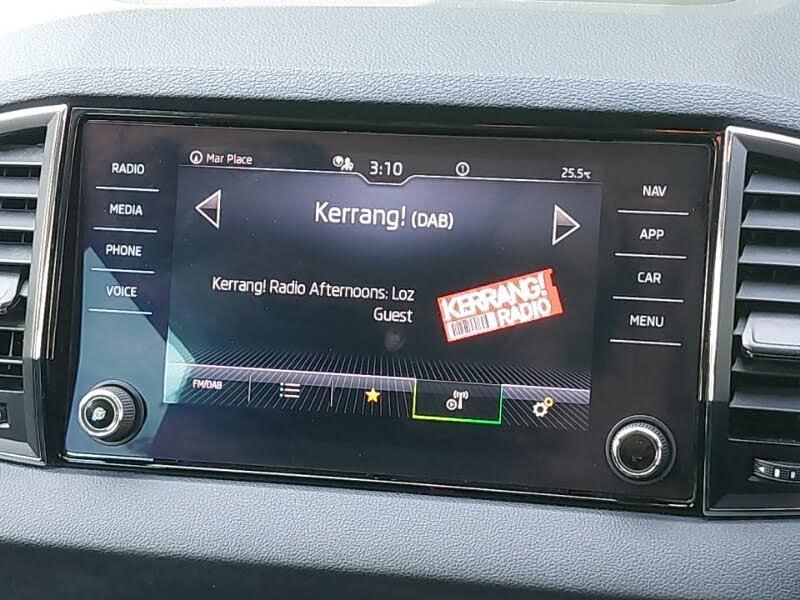 Mar Place
3:10
25.5°C
RADIO
MEDIA
PHONE
VOICE
Kerrang! (DAB)
Kerrang! Radio Afternoons: Loz
Guest
KERRANG!
RADIO
FM/DAB
NAV
APP
CAR
MENU